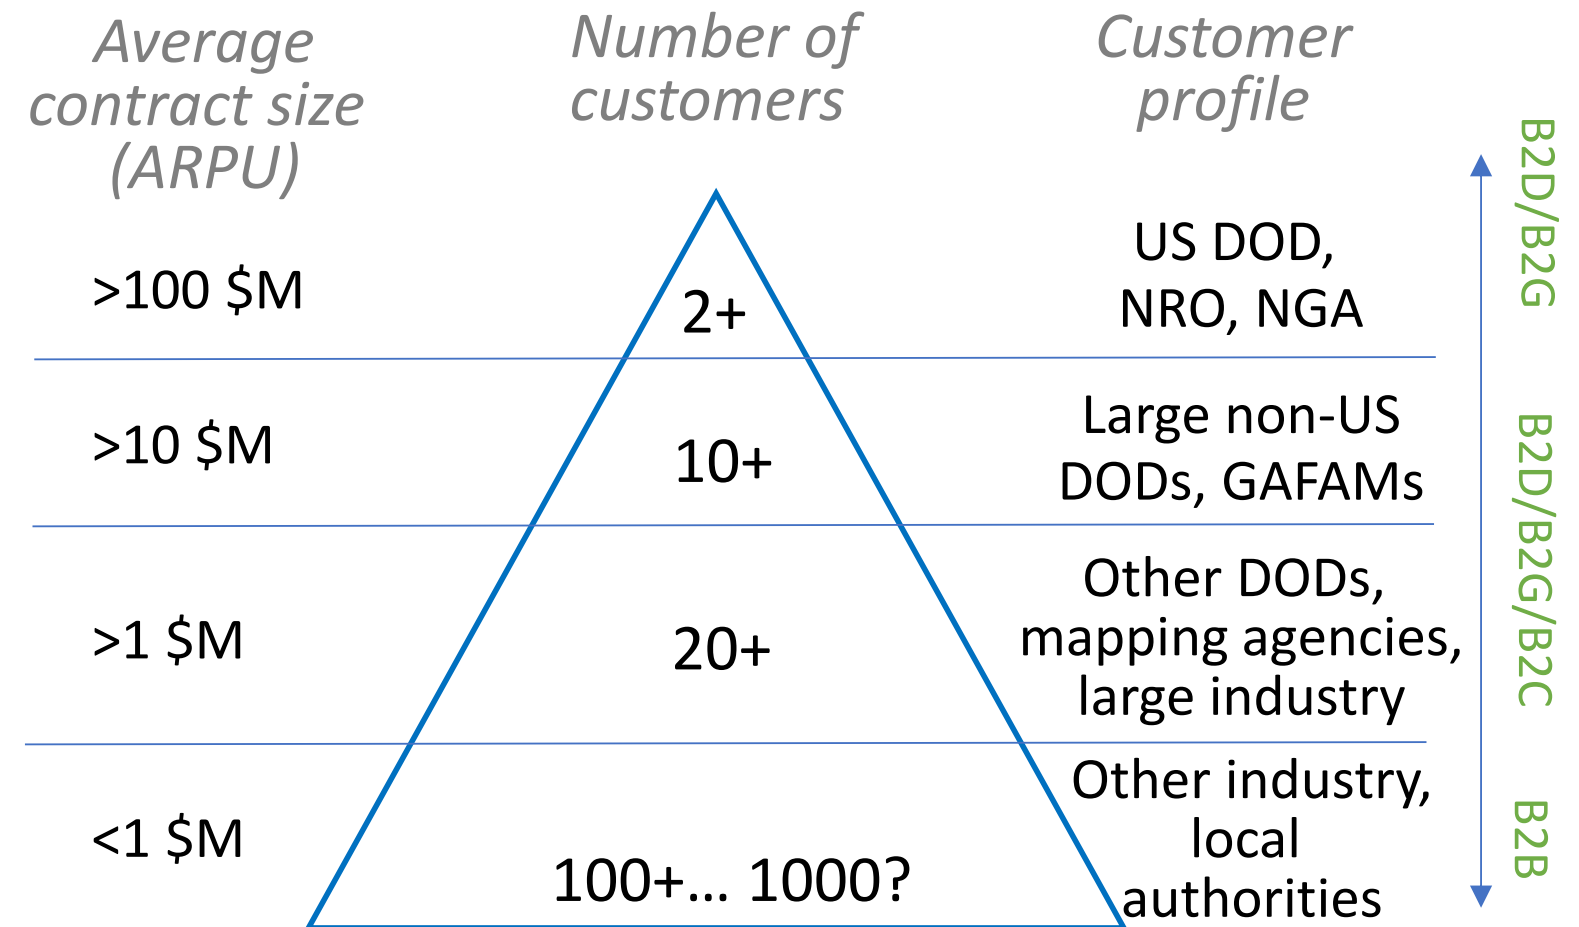 Average
contract size
(ARPU)
Number of
customers
Customer
profile
>100 $M
2+
US DOD,
NRO, NGA
>10 $M
10+
Large non-US
DODs, GAFAMs
>1 $M
20+
Other DODs,
mapping agencies,
large industry
<1 $M
100+... 1000?
Other industry,
local
authorities
B2D/B2G
B2D/B2G/B2C
B2B